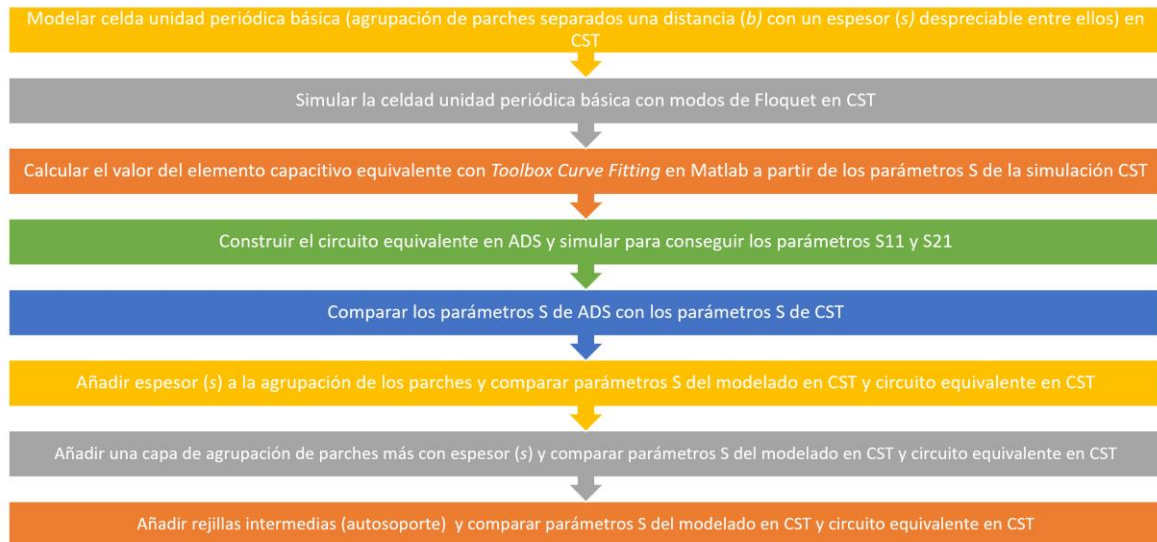 Modelar celda unidad periódica básica (agrupación de parches separados una distancia (b) con un espesor (s) despreciable entre ellos) en
CST
Simular la celdad unidad periódica básica con modos de Floquet en CST
Calcular el valor del elemento capacitivo equivalente con Toolbox Curve Fitting en Matlab a partir de los parámetros S de la simulación CST
Construir el circuito equivalente en ADS y simular para conseguir los parámetros S11 y S21
Comparar los parámetros S de ADS con los parámetros S de CST
Añadir espesor (s) a la agrupación de los parches y comparar parámetros S del modelado en CST y circuito equivalente en CST
Añadir una capa de agrupación de parches más con espesor (s) y comparar parámetros S del modelado en CST y circuito equivalente en CST
Añadir rejillas intermedias (autosoporte) y comparar parámetros S del modelado en CST y circuito equivalente en CST